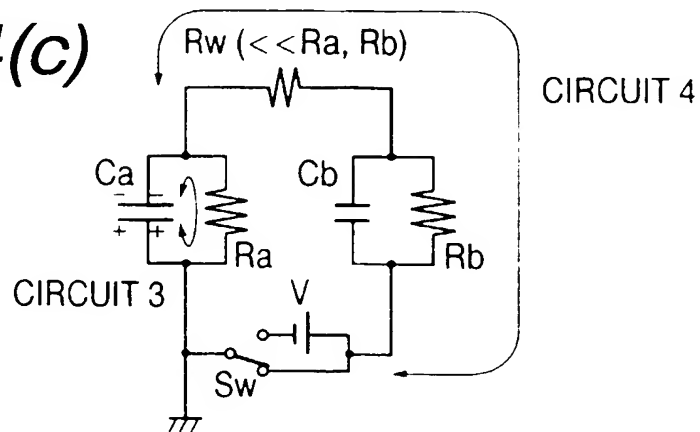 (c)
Rw (<<Ra, Rb)
CIRCUIT 4
Ca
Cb
− −
+ +
Ra
Rb
CIRCUIT 3
V
Sw